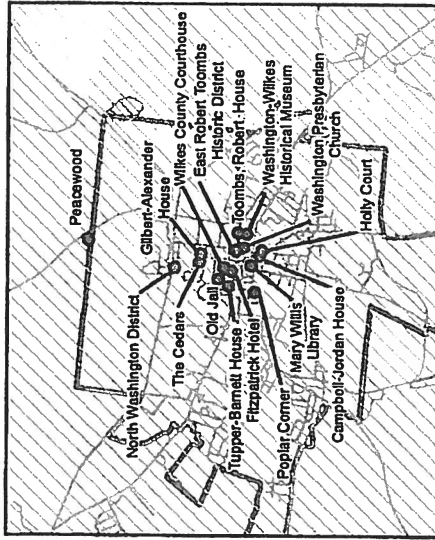 Peacewood
Gilbert-Alexander
House
Wilkes County Courthouse
East Robert Toombs
Historic District
Toombs, Robert, House
Washington-Wilkes
Historical Museum
Washington Presbyterian
Church
Holly Court
North Washington District
The Cedars
Old Jail
Tupper-Barnett House
Fitzpatrick Hotel
Poplar Corner
Mary Willis
Library
Campbell-Jordan House